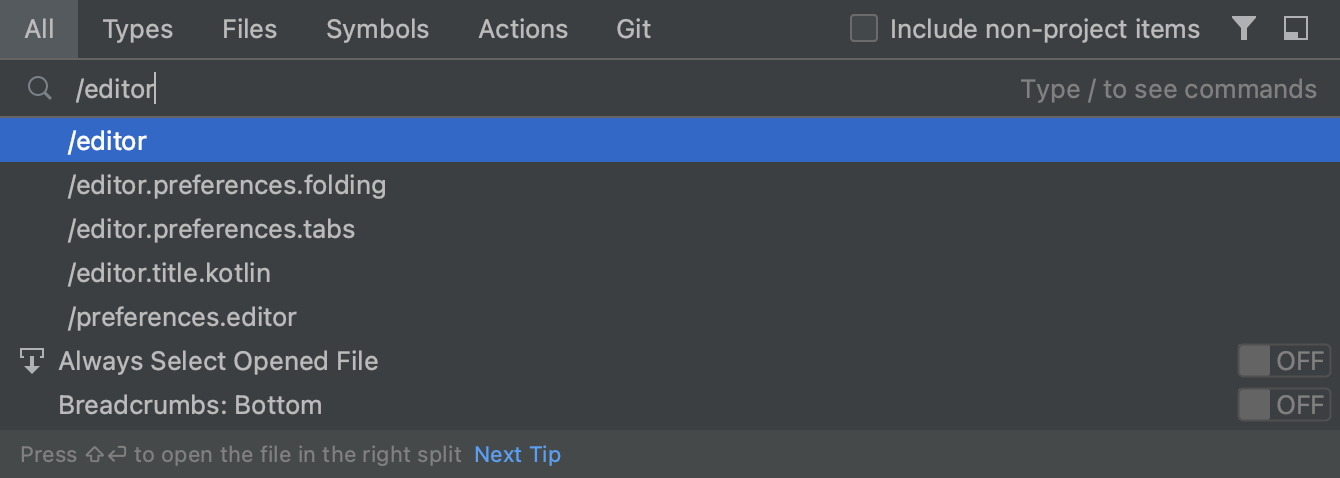 All Types Files Symbols Actions Git Include non-project items
/editor Type / to see commands
/editor
/editor.preferences.folding
/editor.preferences.tabs
/editor.title.kotlin
/preferences.editor
Always Select Opened File OFF
Breadcrumbs: Bottom OFF
Press ⇧⏎ to open the file in the right split Next Tip